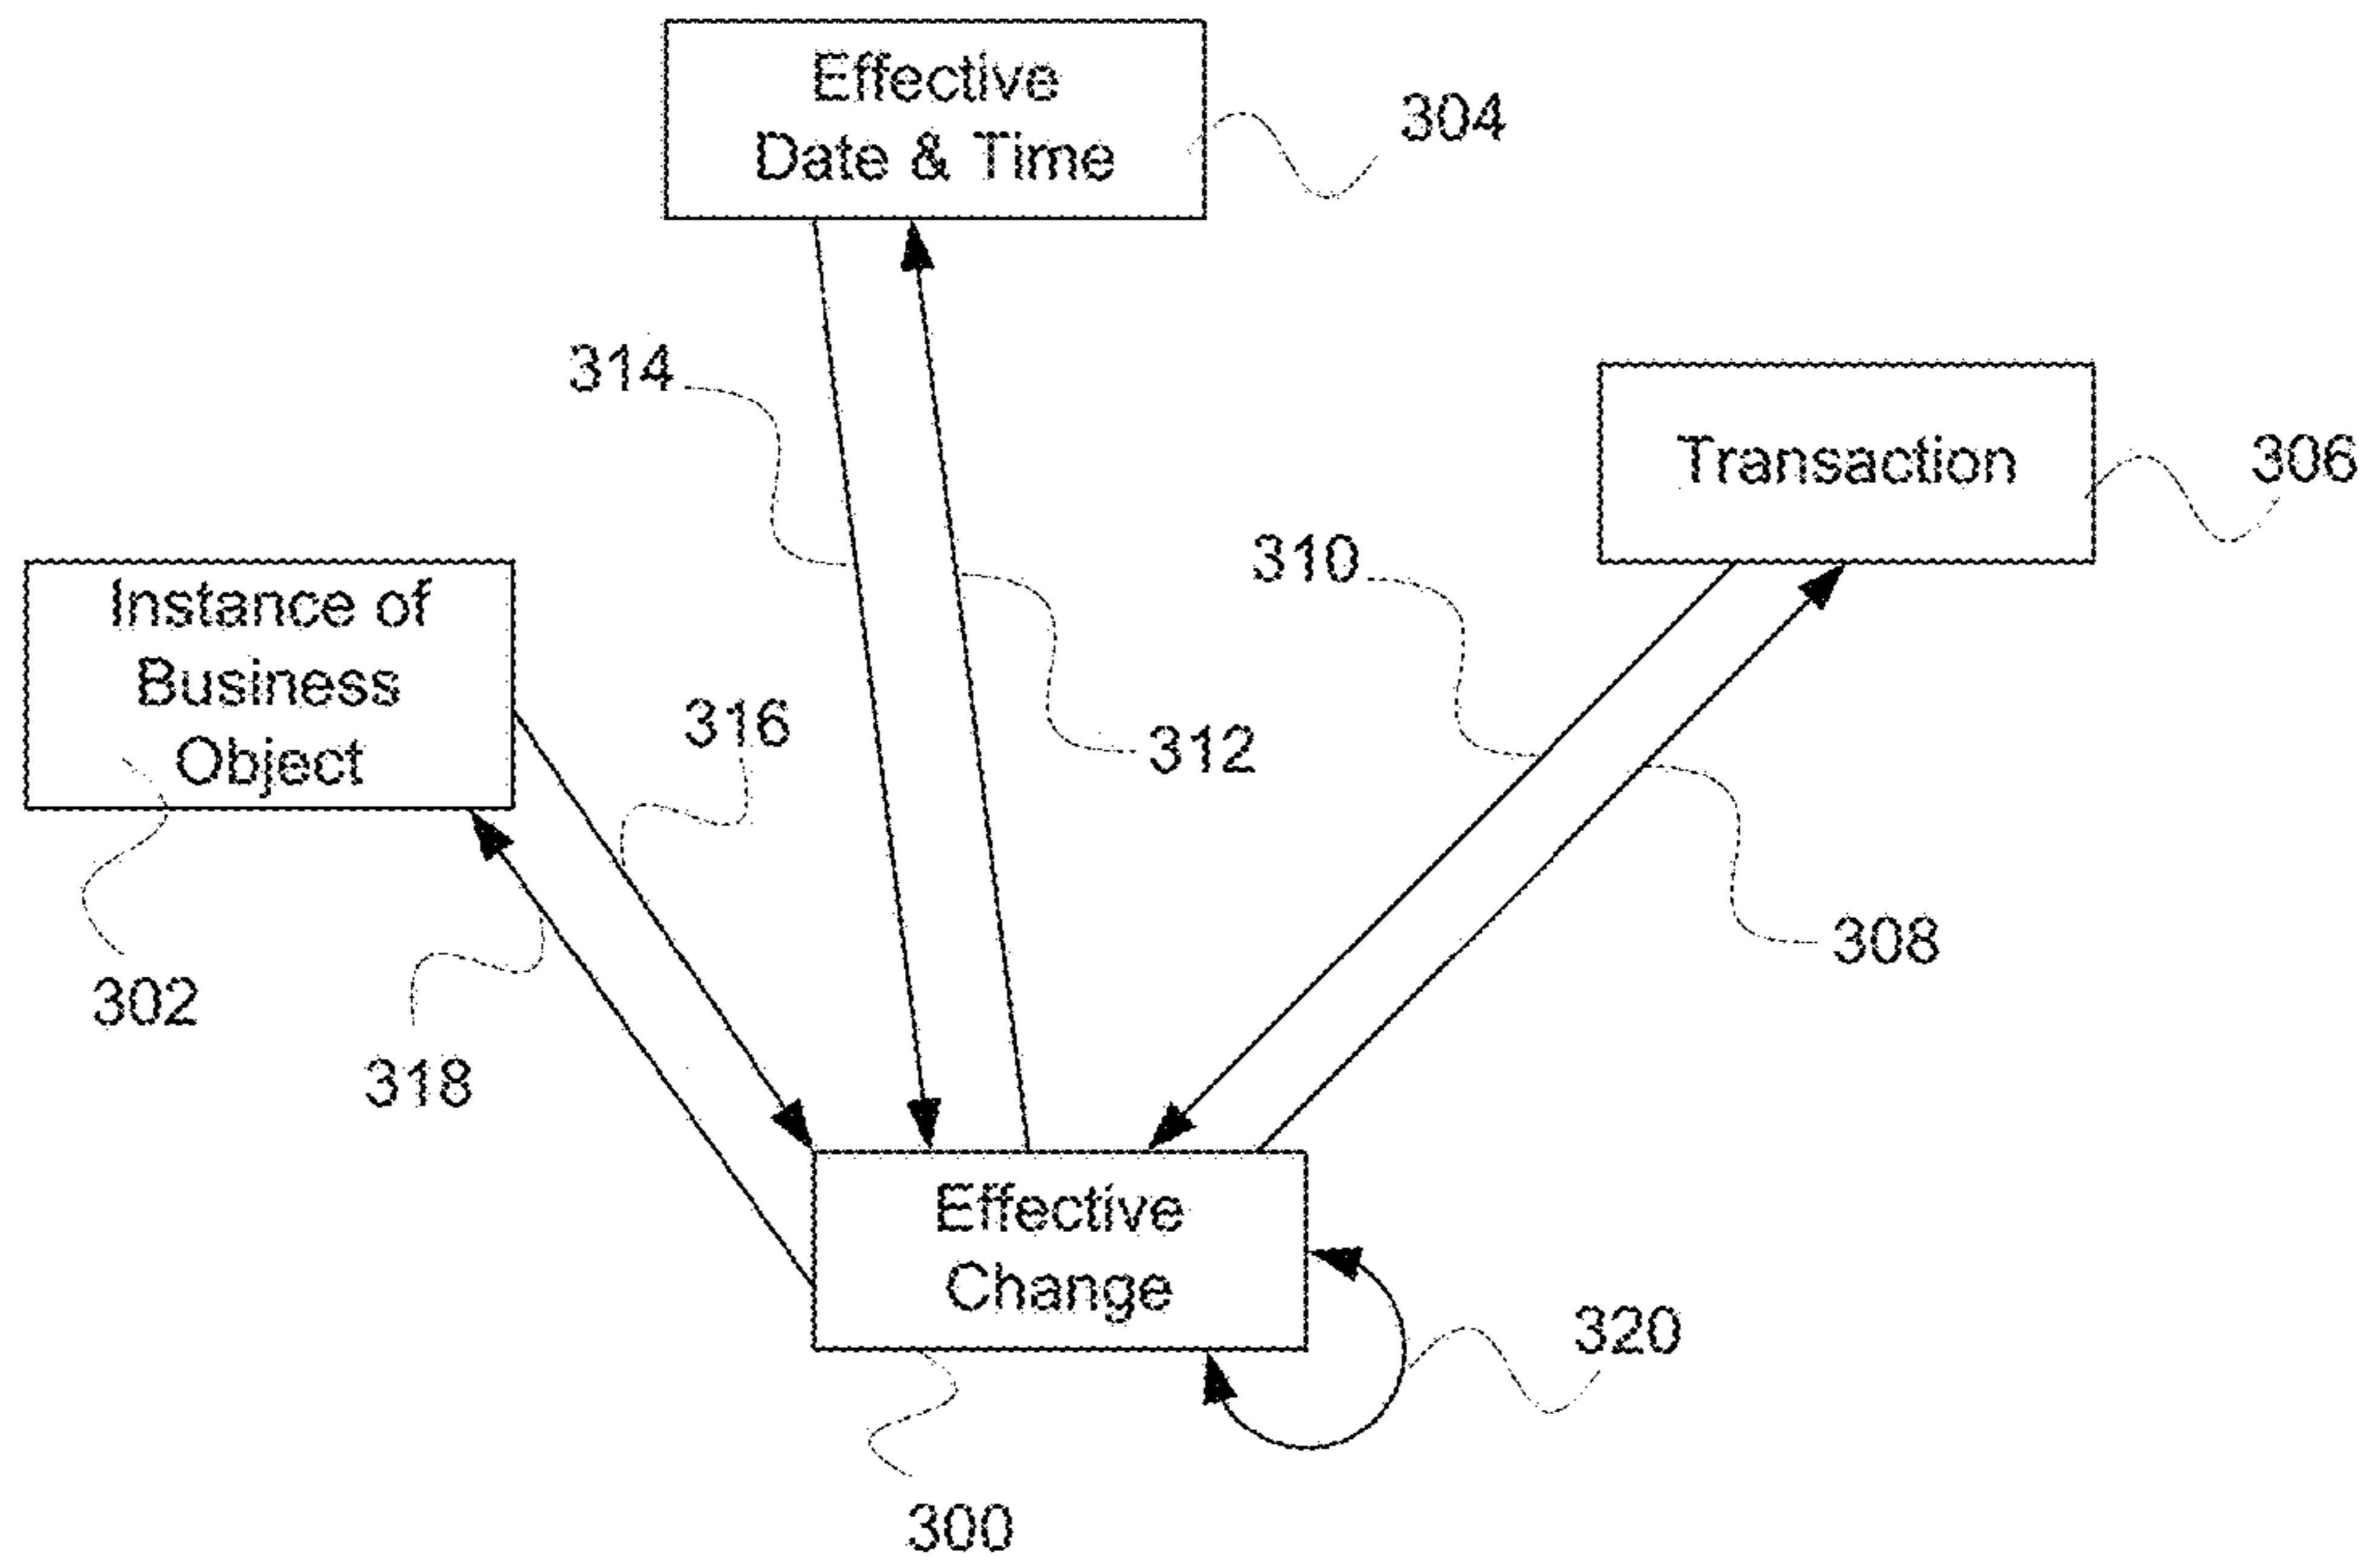 Effective
Date & Time
304
314
Transaction
306
310
Instance of
Business
Object
316
312
308
302
318
Effective
Change
320
300